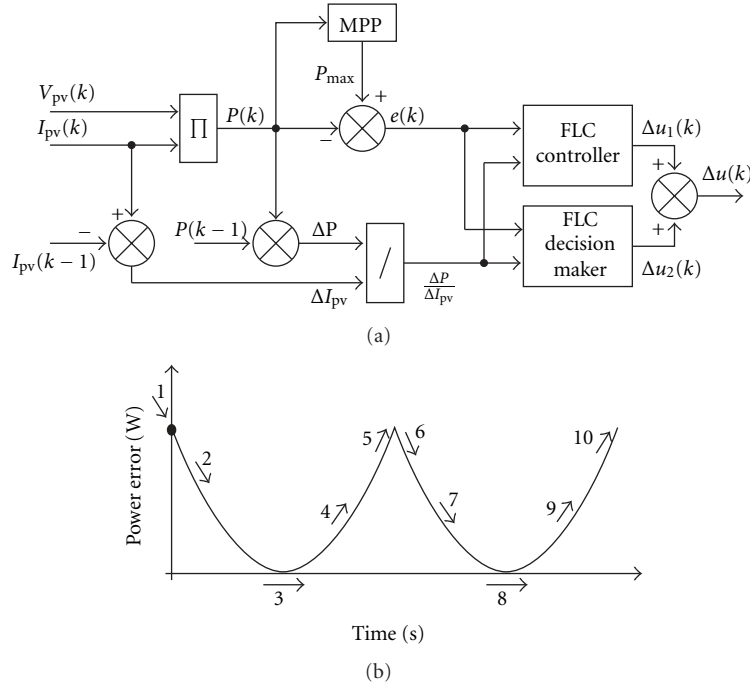 MPP
P_max
+
V_pv(k)
I_pv(k)
∏
P(k)
−
e(k)
FLC
controller
Δu_1(k)
+
Δu(k)
+
−
I_pv(k − 1)
+
P(k − 1)
ΔP
/
ΔI_pv
ΔP
ΔI_pv
FLC
decision
maker
Δu_2(k)
(a)
Power error (W)
1
2
3
4
5
6
7
8
9
10
Time (s)
(b)